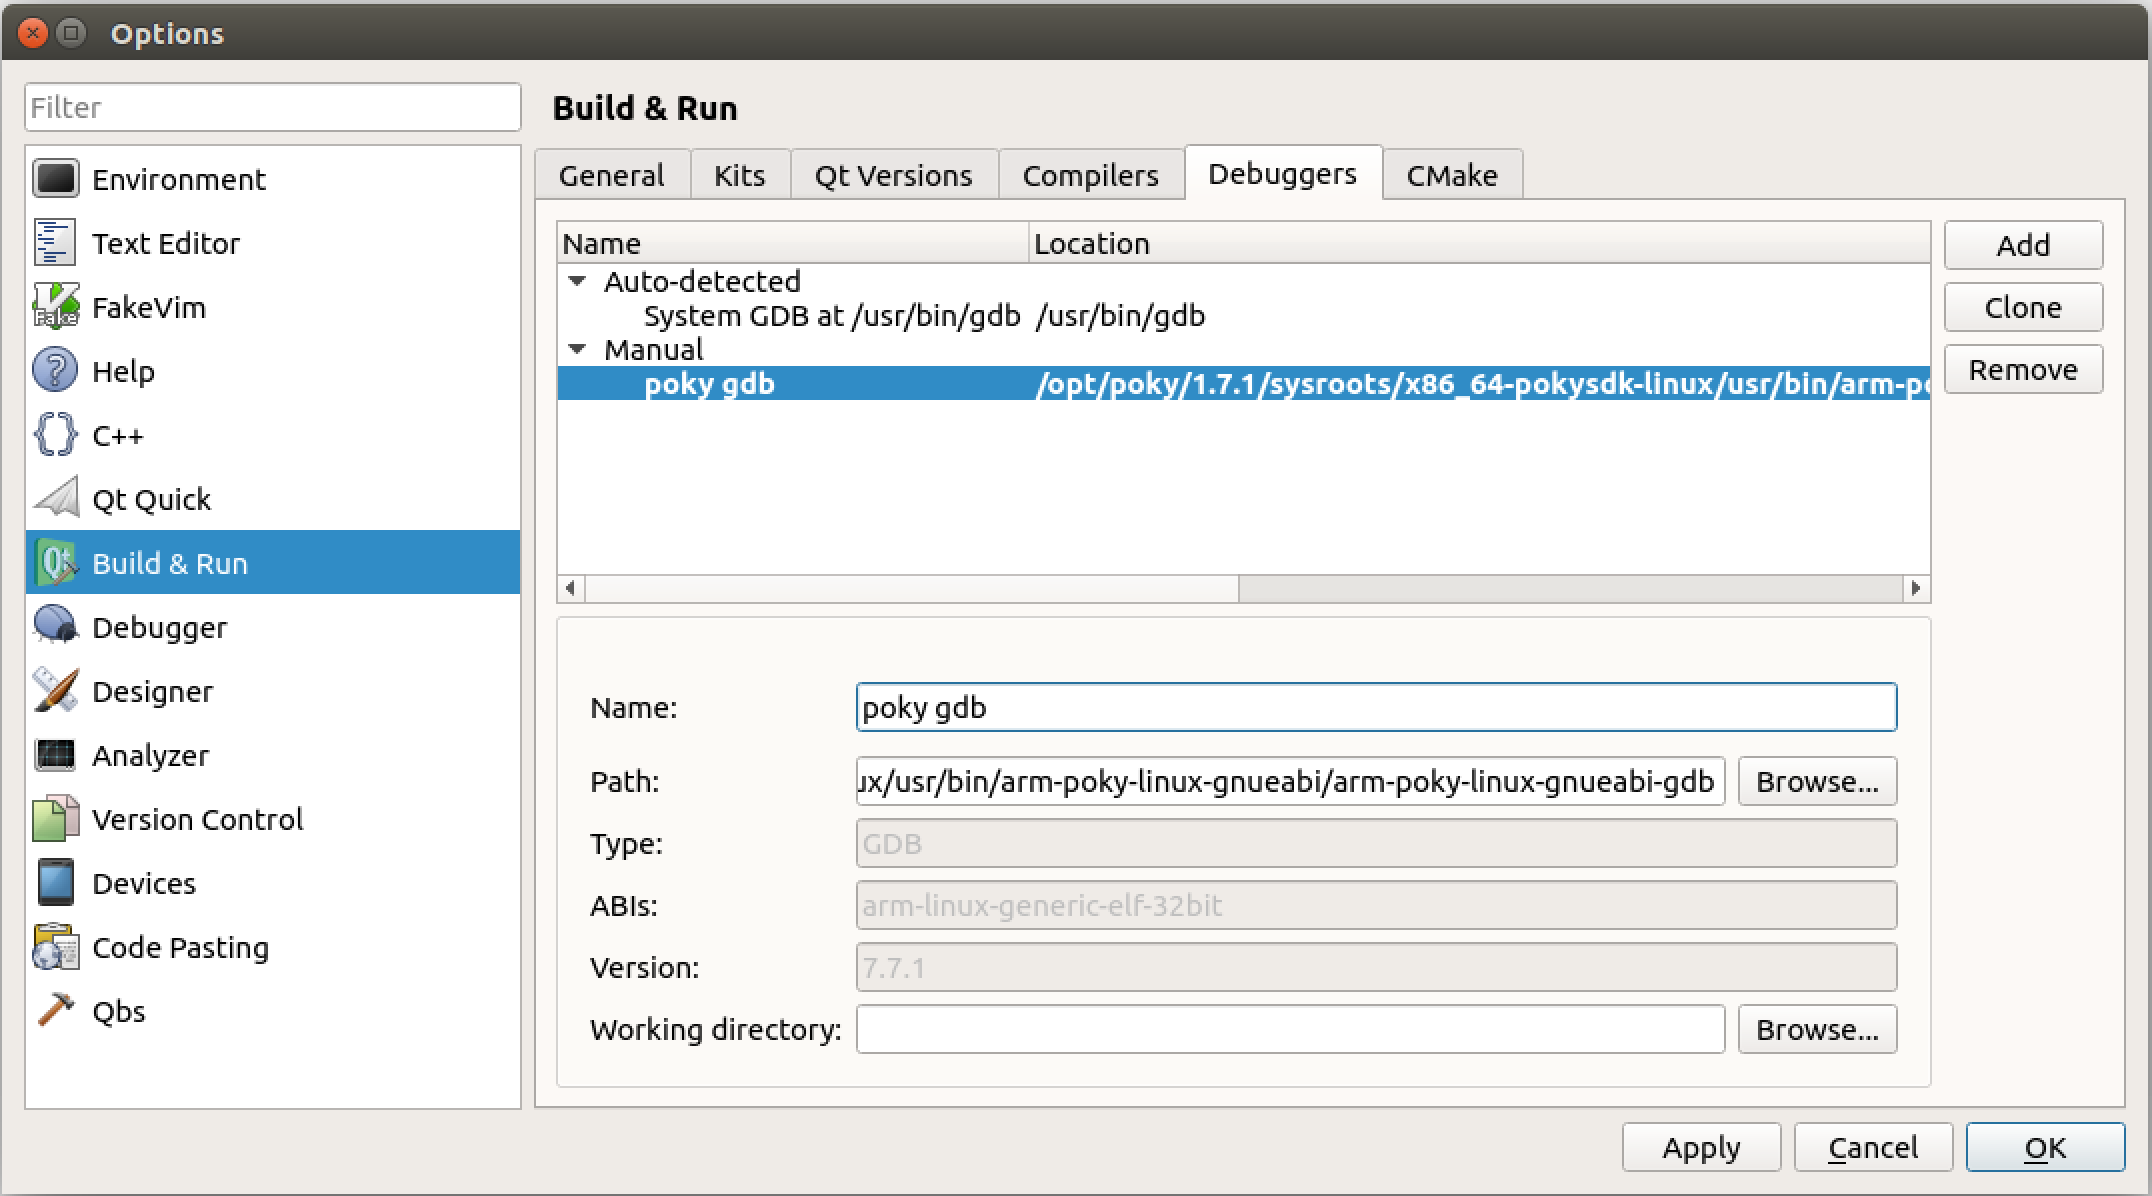 Options
Filter
Environment
Text Editor
FakeVim
Help
C++
Qt Quick
Build & Run
Debugger
Designer
Analyzer
Version Control
Devices
Code Pasting
Qbs
Build & Run
General Kits Qt Versions Compilers Debuggers CMake
Name Location
Auto-detected
System GDB at /usr/bin/gdb /usr/bin/gdb
Manual
poky gdb /opt/poky/1.7.1/sysroots/x86_64-pokysdk-linux/usr/bin/arm-po
Add
Clone
Remove
Name: poky gdb
Path: ux/usr/bin/arm-poky-linux-gnueabi/arm-poky-linux-gnueabi-gdb Browse...
Type: GDB
ABIs: arm-linux-generic-elf-32bit
Version: 7.7.1
Working directory: Browse...
Apply Cancel OK